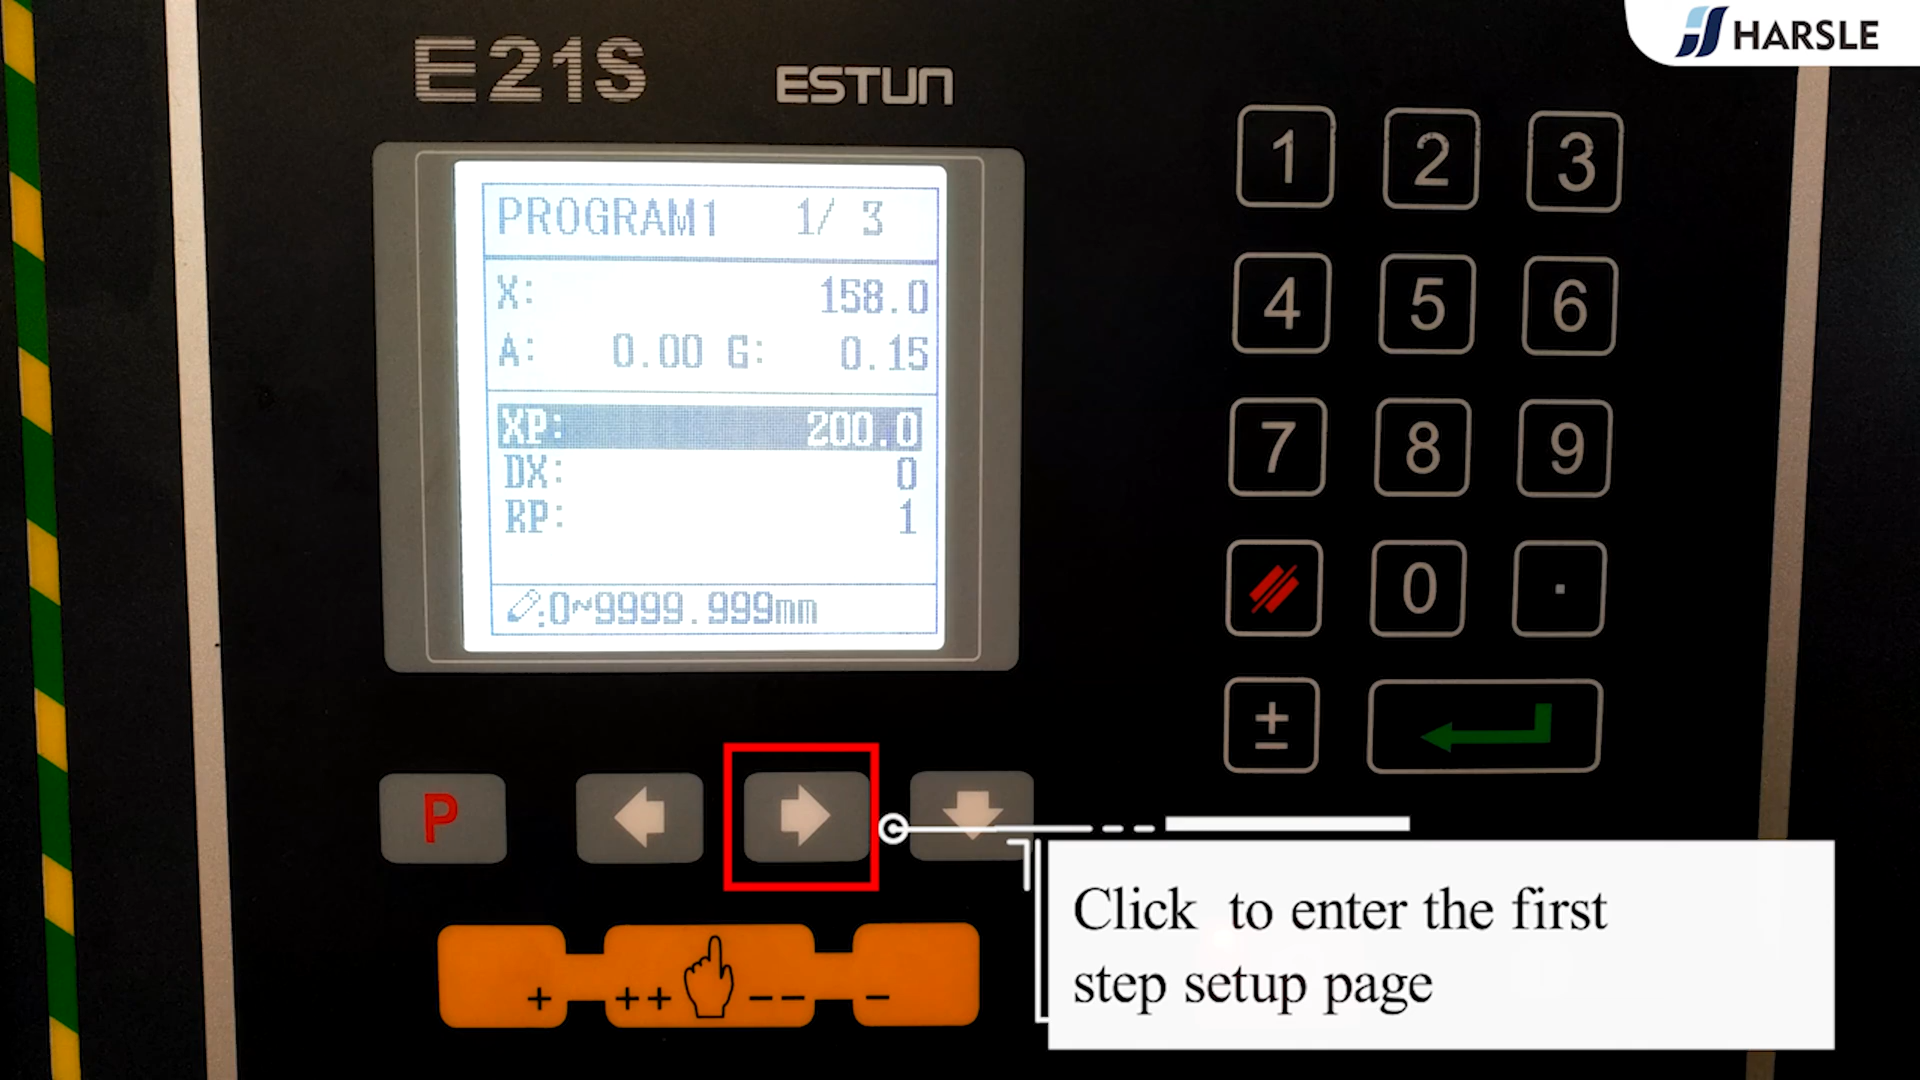 HARSLE
E21S ESTUN
PROGRAM1 1/ 3
X: 158.0
A: 0.00 G: 0.15
XP: 200.0
DX: 0
RP: 1
:0~9999.999mm
1 2 3
4 5 6
7 8 9
0 .
±
P
+ ++ -- -
Click to enter the first
step setup page